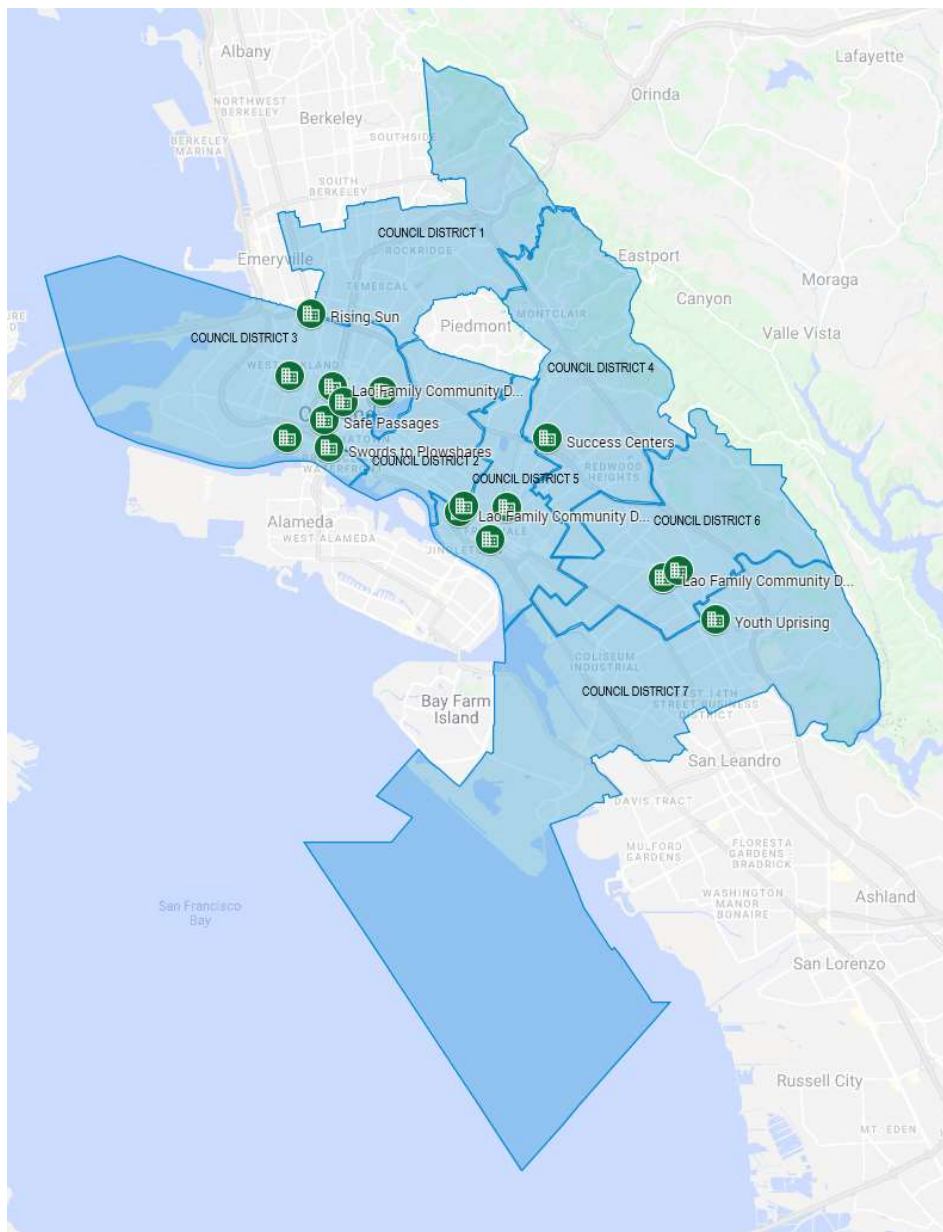 Albany
Lafayette
Orinda
NORTHWEST
BERKELEY
Berkeley
BERKELEY
MARINA
SOUTHSIDE
SOUTH
BERKELEY
COUNCIL DISTRICT 1
ROCKRIDGE
Emeryville
Eastport
Moraga
TEMESCAL
Canyon
MONTCLAIR
Rising Sun
Piedmont
Valle Vista
COUNCIL DISTRICT 3
COUNCIL DISTRICT 4
Lao Family Community D...
Safe Passages
Swords to Plowshares
Success Centers
COUNCIL DISTRICT 2
REDWOOD
HEIGHTS
COUNCIL DISTRICT 5
Lao Family Community D...
Alameda
WEST ALAMEDA
COUNCIL DISTRICT 6
Lao Family Community D...
Youth Uprising
COLISEUM
INDUSTRIAL
COUNCIL DISTRICT 7
STREET BUSINESS
DISTRICT
Bay Farm
Island
San Leandro
DAVIS TRACT
MULFORD
GARDENS
FLORESTA
GARDENS -
BRADRICK
WASHINGTON
MANOR
BONAIRE
Ashland
San Francisco
Bay
San Lorenzo
Russell City
MT. EDEN